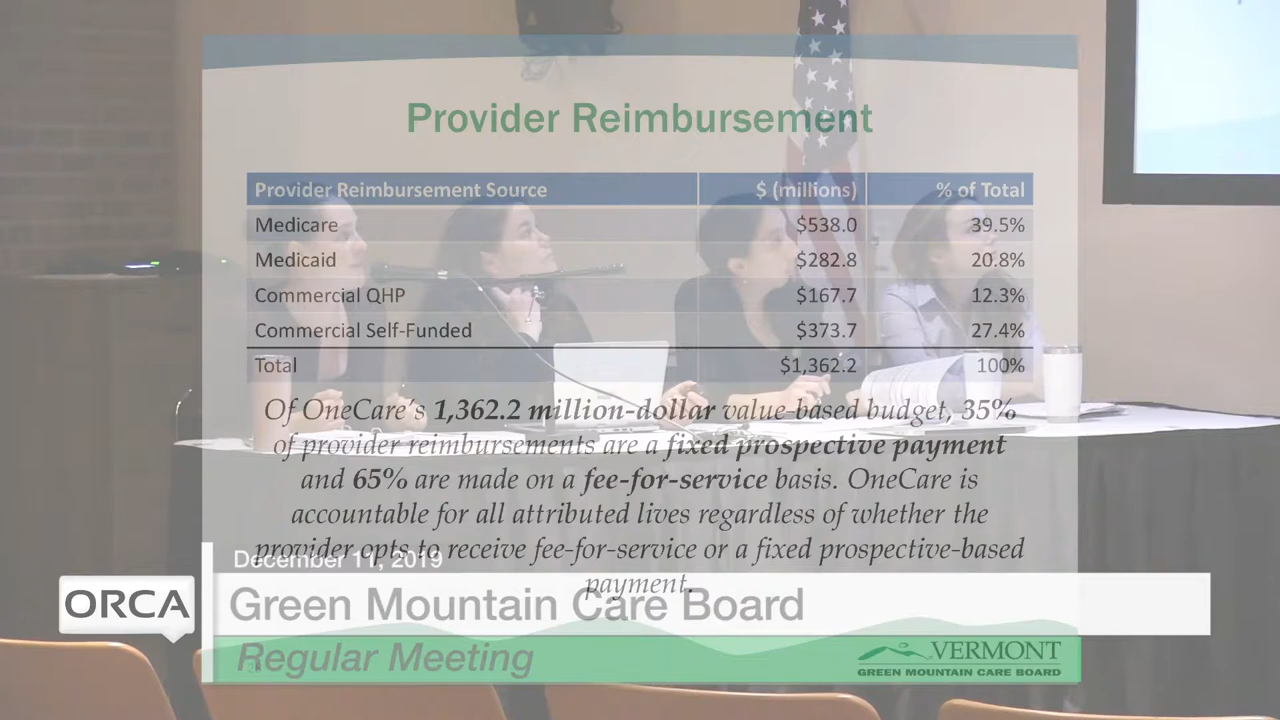 Provider Reimbursement
Provider Reimbursement Source $ (millions) % of Total
Medicare $538.0 39.5%
Medicaid $282.8 20.8%
Commercial QHP $167.7 12.3%
Commercial Self-Funded $373.7 27.4%
Total $1,362.2 100%
Of OneCare's 1,362.2 million-dollar value-based budget, 35%
of provider reimbursements are a fixed prospective payment
and 65% are made on a fee-for-service basis. OneCare is
accountable for all attributed lives regardless of whether the
provider opts to receive fee-for-service or a fixed prospective-based
payment.
December 11, 2019
ORCA
Green Mountain Care Board
Regular Meeting
VERMONT
GREEN MOUNTAIN CARE BOARD